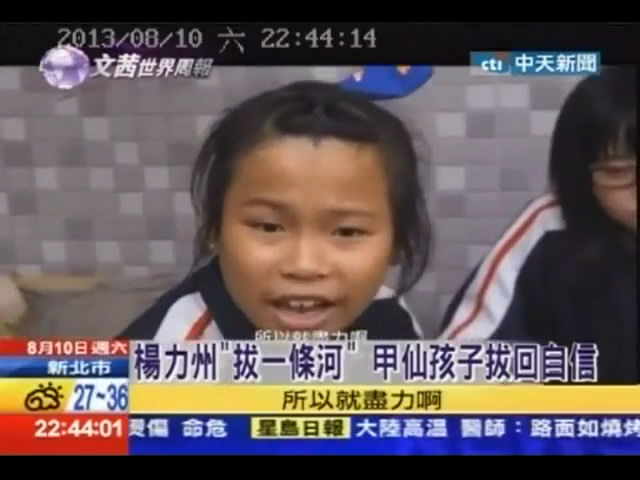 2013/08/10 六 22:44:14
文茜世界周報
cti 中天新聞
所以就盡力啊
8月10日 週六
新北市
27~36
22:44:01
楊力州"拔一條河" 甲仙孩子拔回自信
所以就盡力啊
燙傷 命危 星島日報 大陸高溫 醫師：路面如燒烤